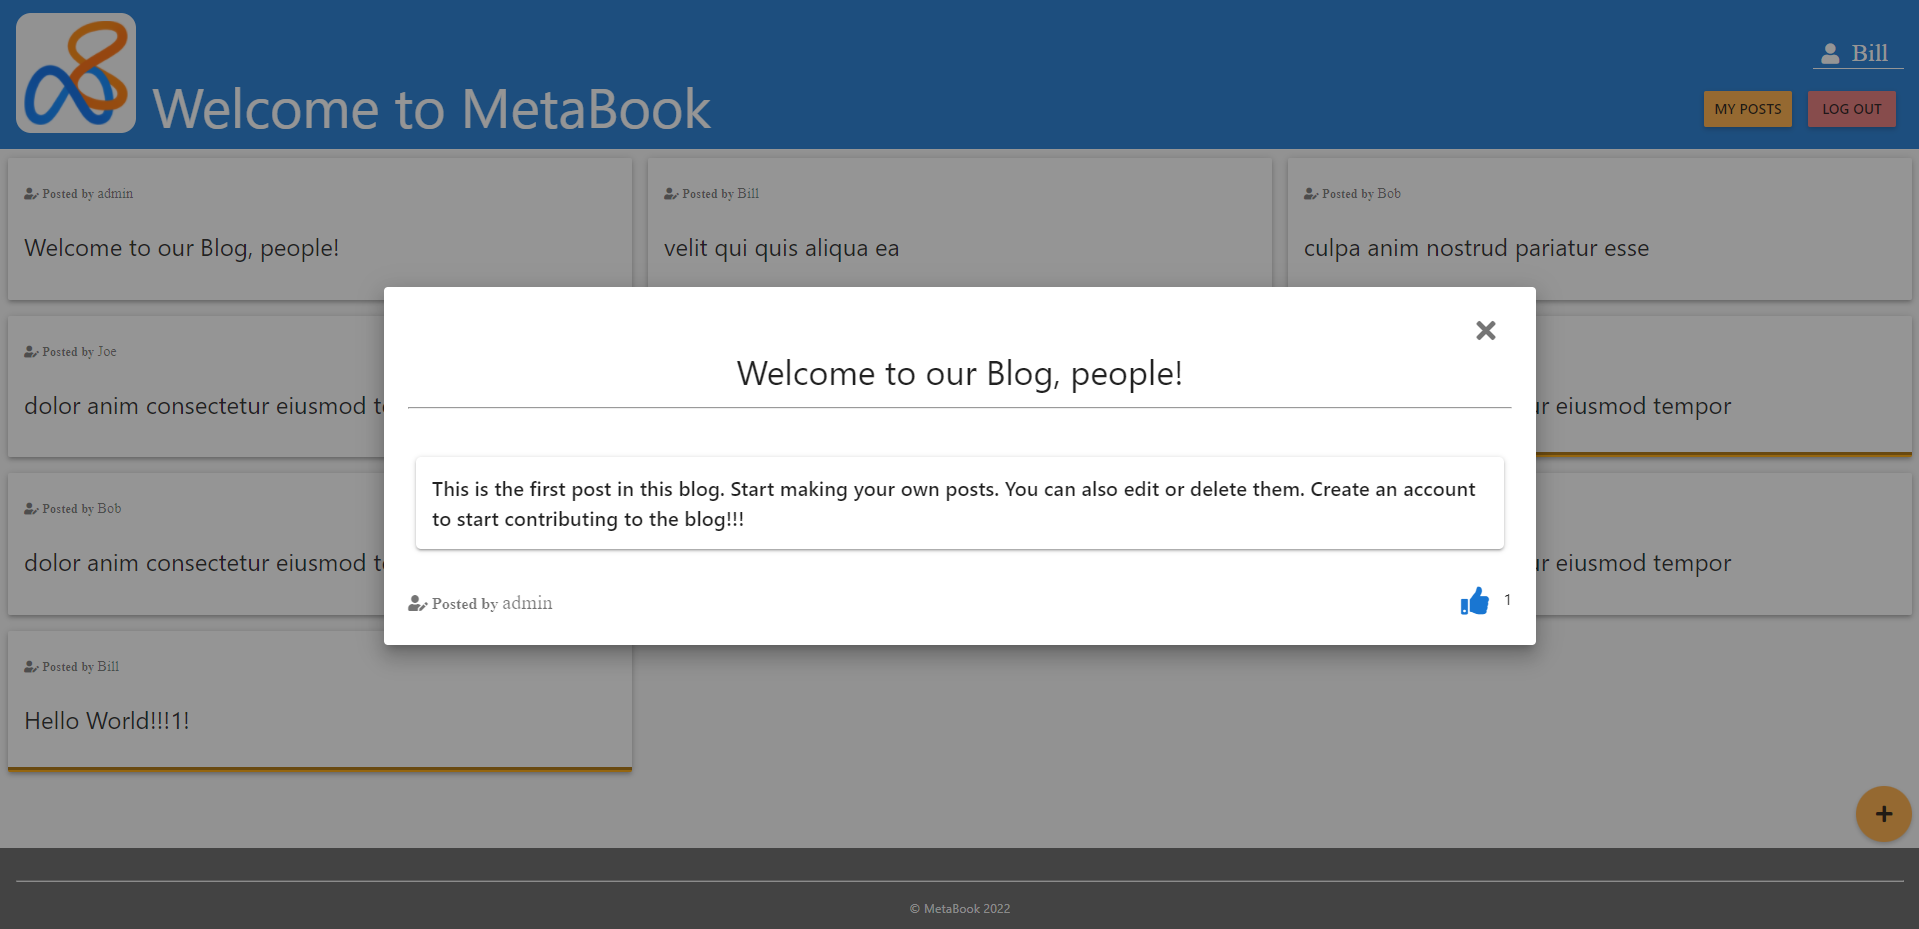 Welcome to MetaBook
Bill
MY POSTS
LOG OUT
Posted by admin
Welcome to our Blog, people!
Posted by Bill
velit qui quis aliqua ea
Posted by Bob
culpa anim nostrud pariatur esse
Posted by Joe
dolor anim consectetur eiusmod
eiusmod tempor
Posted by Bob
dolor anim consectetur eiusmod
eiusmod tempor
Posted by Bill
Hello World!!!1!
Welcome to our Blog, people!
This is the first post in this blog. Start making your own posts. You can also edit or delete them. Create an account
to start contributing to the blog!!!
Posted by admin
1
© MetaBook 2022